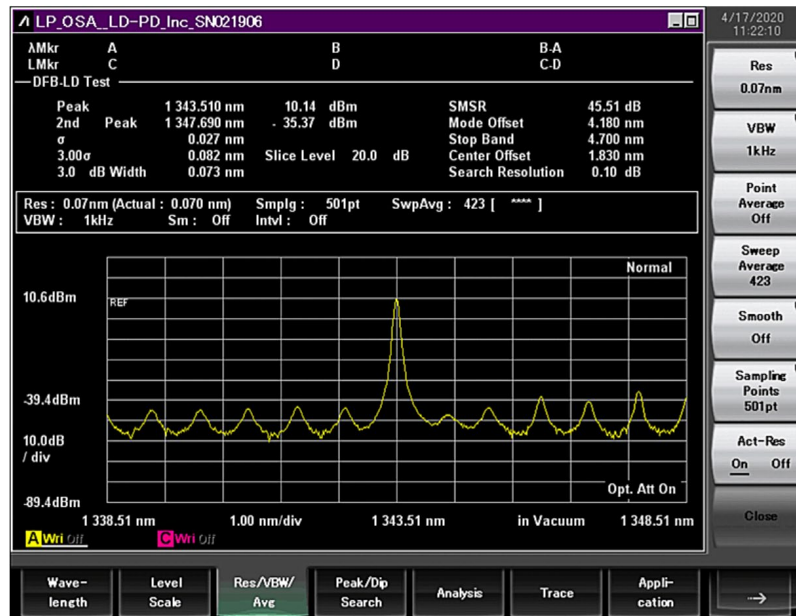 LP_OSA__LD-PD_Inc_SN021906
4/17/2020
11:22:10
λMkr A B B-A
LMkr C D C-D
DFB-LD Test
Peak 1 343.510 nm 10.14 dBm SMSR 45.51 dB
2nd Peak 1 347.690 nm - 35.37 dBm Mode Offset 4.180 nm
σ 0.027 nm Stop Band 4.700 nm
3.00σ 0.082 nm Slice Level 20.0 dB Center Offset 1.830 nm
3.0 dB Width 0.073 nm Search Resolution 0.10 dB
Res : 0.07nm (Actual : 0.070 nm) Smplg : 501pt SwpAvg : 423 [ **** ]
VBW : 1kHz Sm : Off Intvl : Off
Normal
10.6dBm
REF
-39.4dBm
10.0dB
/ div
-89.4dBm
Opt. Att On
1 338.51 nm 1.00 nm/div 1 343.51 nm in Vacuum 1 348.51 nm
A Wri Off C Wri Off
Res
0.07nm
VBW
1kHz
Point
Average
Off
Sweep
Average
423
Smooth
Off
Sampling
Points
501pt
Act-Res
On Off
Close
Wave-
length
Level
Scale
Res/VBW/
Avg
Peak/Dip
Search
Analysis
Trace
Appli-
cation
→